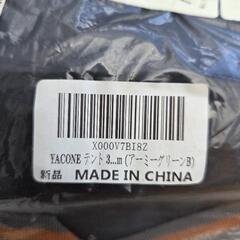 X000V7BI8Z
YACONE テント 3...m (アーミーグリーンB)
新品 MADE IN CHINA